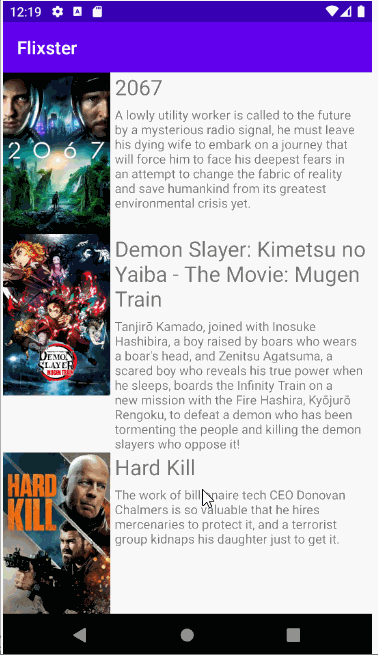 12:19
Flixster
2067
A lowly utility worker is called to the future
by a mysterious radio signal, he must leave
his dying wife to embark on a journey that
will force him to face his deepest fears in
an attempt to change the fabric of reality
and save humankind from its greatest
environmental crisis yet.
2067
Demon Slayer: Kimetsu no
Yaiba - The Movie: Mugen
Train
Tanjirō Kamado, joined with Inosuke
Hashibira, a boy raised by boars who wears
a boar's head, and Zenitsu Agatsuma, a
scared boy who reveals his true power when
he sleeps, boards the Infinity Train on a
new mission with the Fire Hashira, Kyōjurō
Rengoku, to defeat a demon who has been
tormenting the people and killing the demon
slayers who oppose it!
DEMON
SLAYER
Hard Kill
The work of billionaire tech CEO Donovan
Chalmers is so valuable that he hires
mercenaries to protect it, and a terrorist
group kidnaps his daughter just to get it.
HARD
KILL